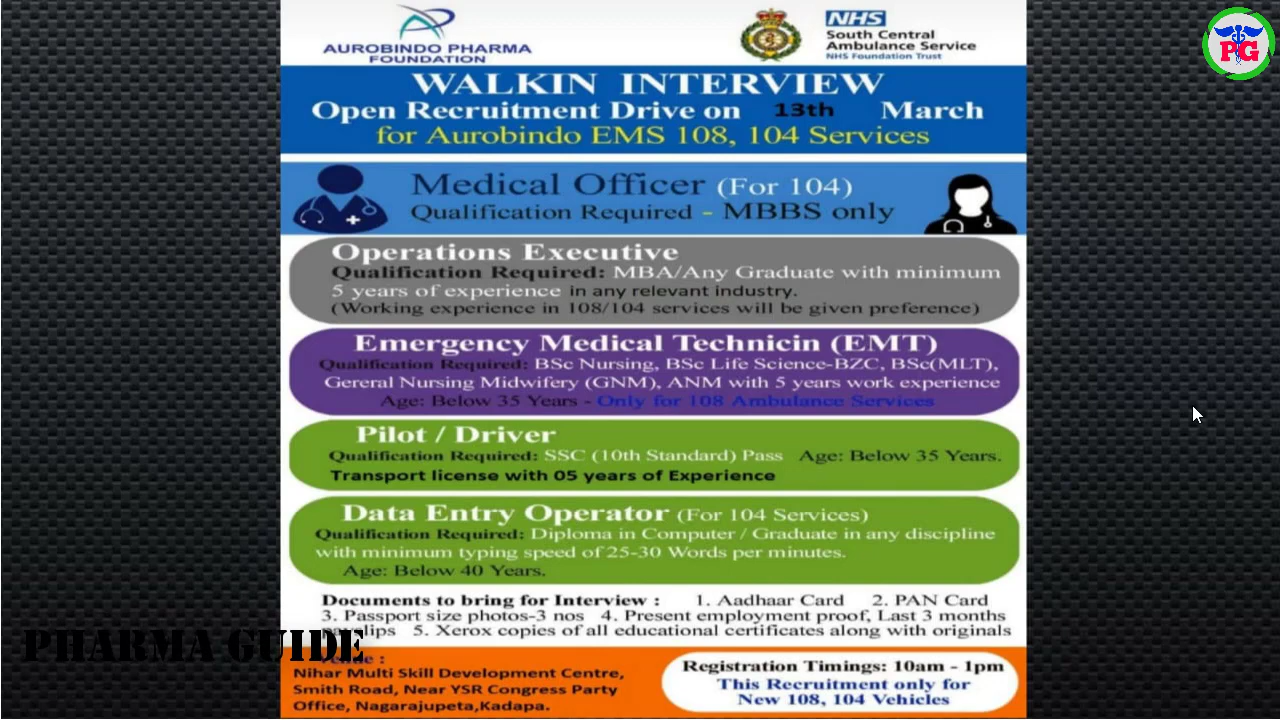 AUROBINDO PHARMA
FOUNDATION
NHS
South Central
Ambulance Service
NHS Foundation Trust
PG
WALKIN INTERVIEW
Open Recruitment Drive on 13th March
for Aurobindo EMS 108, 104 Services
Medical Officer (For 104)
Qualification Required - MBBS only
Operations Executive
Qualification Required: MBA/Any Graduate with minimum
5 years of experience in any relevant industry.
(Working experience in 108/104 services will be given preference)
Emergency Medical Technicin (EMT)
Qualification Required: BSc Nursing, BSc Life Science-BZC, BSc(MLT),
Gereral Nursing Midwifery (GNM), ANM with 5 years work experience
Age: Below 35 Years - Only for 108 Ambulance Services
Pilot / Driver
Qualification Required: SSC (10th Standard) Pass Age: Below 35 Years.
Transport license with 05 years of Experience
Data Entry Operator (For 104 Services)
Qualification Required: Diploma in Computer / Graduate in any discipline
with minimum typing speed of 25-30 Words per minutes.
Age: Below 40 Years.
Documents to bring for Interview : 1. Aadhaar Card 2. PAN Card
3. Passport size photos-3 nos 4. Present employment proof, Last 3 months
payslips 5. Xerox copies of all educational certificates along with originals
PHARMA GUIDE
Venue :
Nihar Multi Skill Development Centre,
Smith Road, Near YSR Congress Party
Office, Nagarajupeta,Kadapa.
Registration Timings: 10am - 1pm
This Recruitment only for
New 108, 104 Vehicles